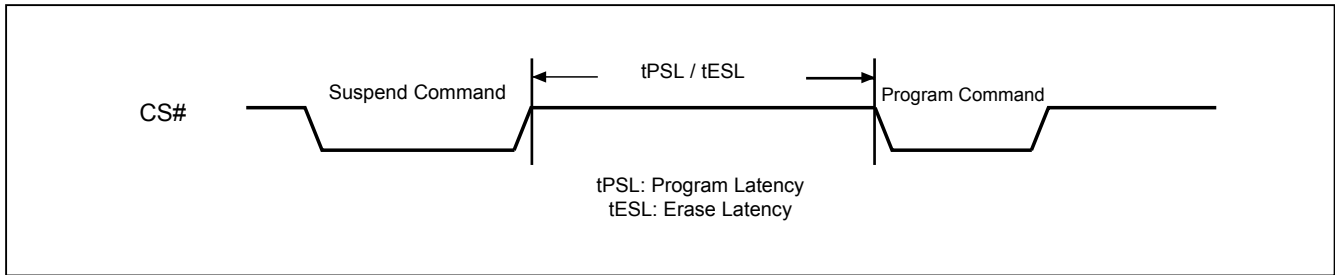 tPSL / tESL
Suspend Command
Program Command
CS#
tPSL: Program Latency
tESL: Erase Latency